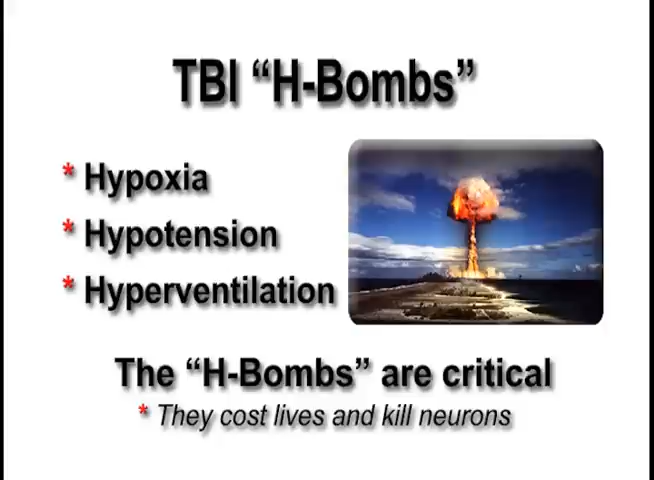 TBI “H-Bombs”
* Hypoxia
* Hypotension
* Hyperventilation
The “H-Bombs” are critical
* They cost lives and kill neurons